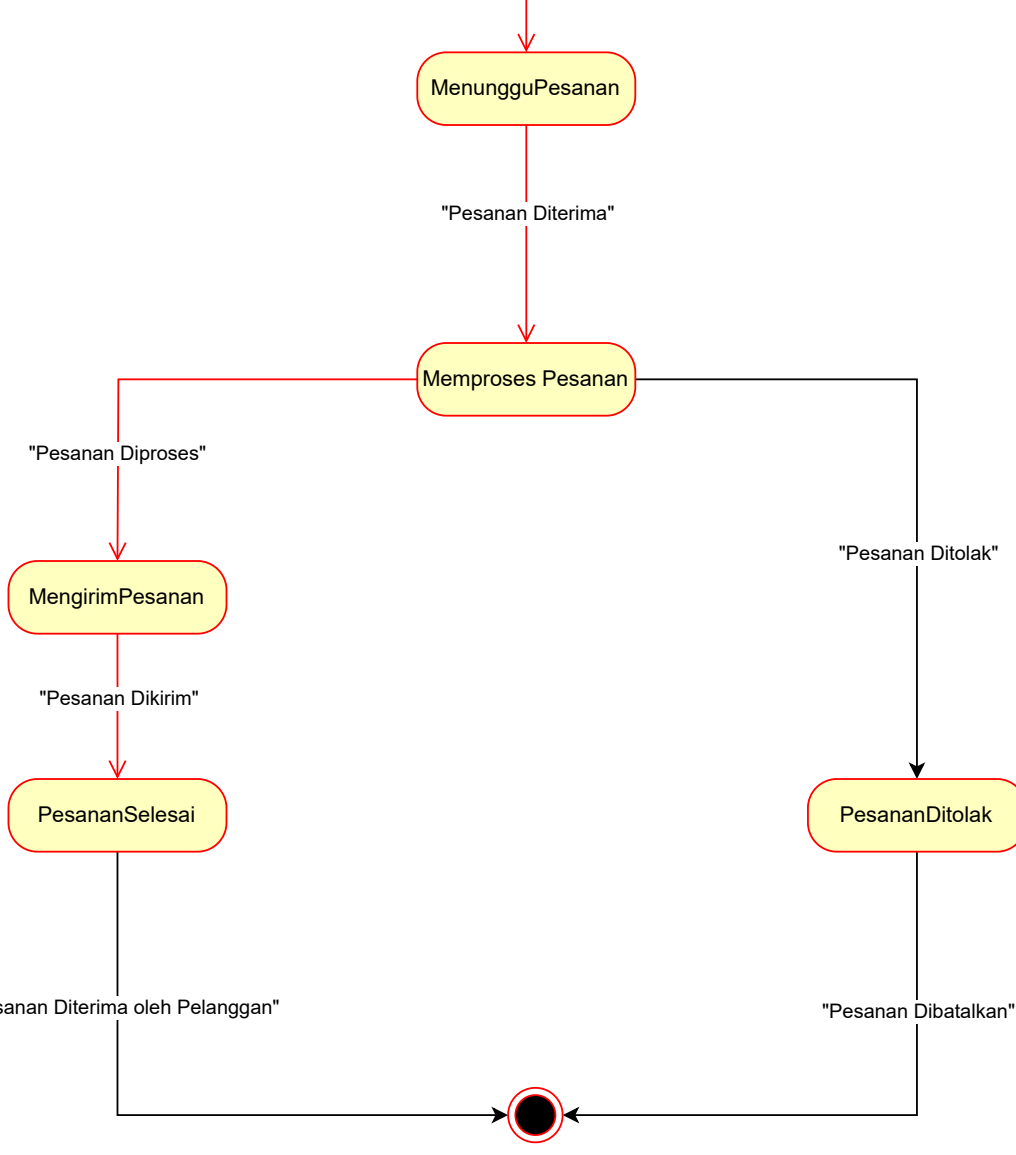 MenungguPesanan
"Pesanan Diterima"
Memproses Pesanan
"Pesanan Diproses"
"Pesanan Ditolak"
MengirimPesanan
"Pesanan Dikirim"
PesananSelesai
PesananDitolak
Diterima oleh Pelanggan"
"Pesanan Dibatalkan"